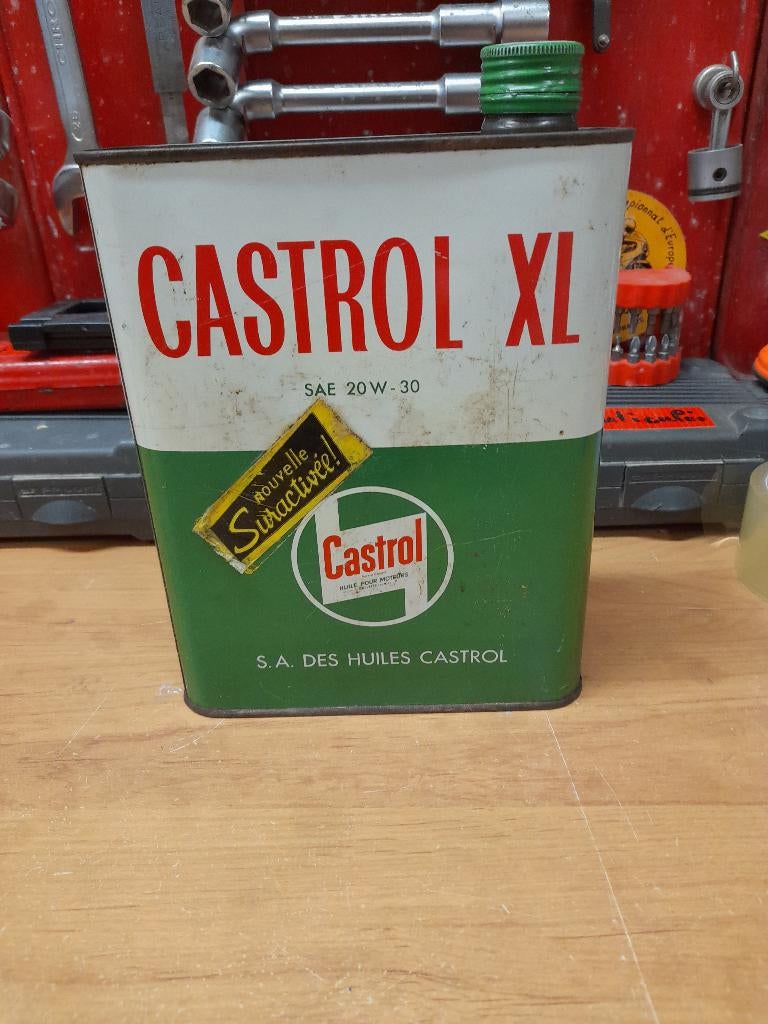 CASTROL XL
SAE 20W-30
nouvelle
Suractivée!
Castrol
HUILE POUR MOTEURS
S.A. DES HUILES CASTROL